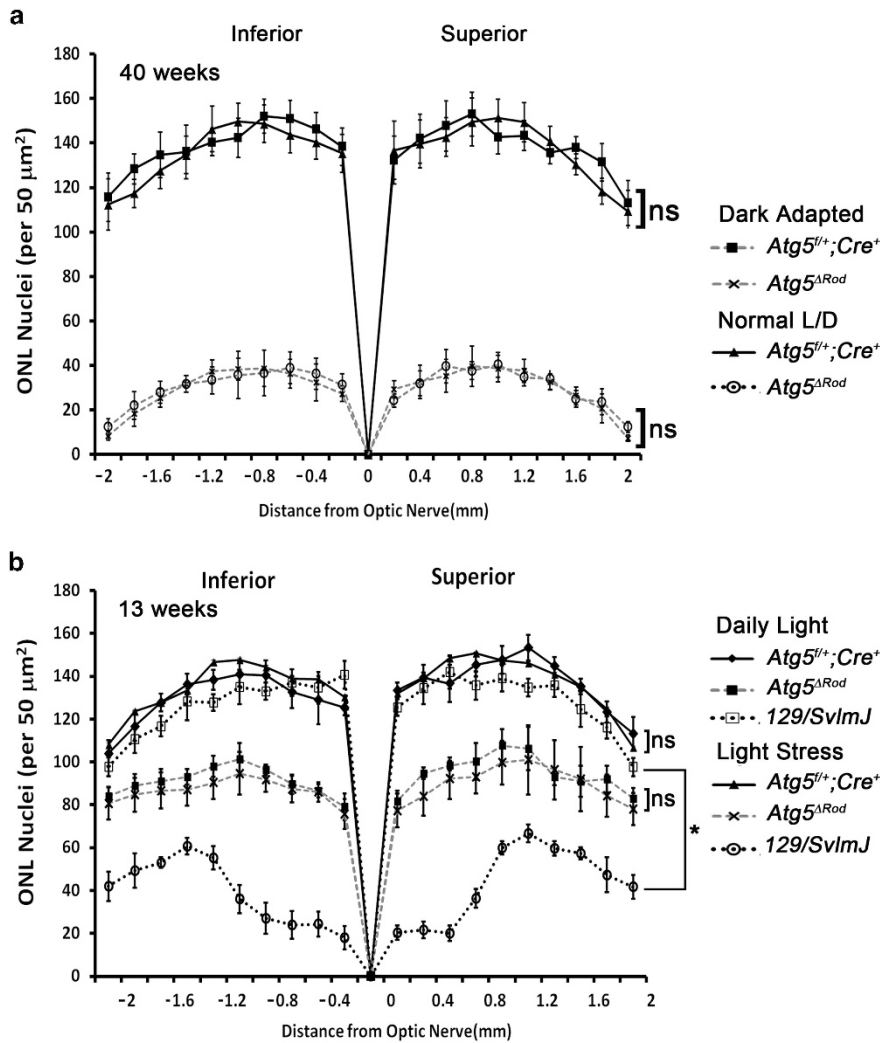 a
Inferior
Superior
40 weeks
ONL Nuclei (per 50 μm²)
180
160
140
120
100
80
60
40
20
0
−2
−1.6
−1.2
−0.8
−0.4
0
0.4
0.8
1.2
1.6
2
Distance from Optic Nerve(mm)
ns
ns
Dark Adapted
Atg5f/+;Cre+
Atg5ΔRod
Normal L/D
Atg5f/+;Cre+
Atg5ΔRod
b
Inferior
Superior
13 weeks
ONL Nuclei (per 50 μm²)
180
160
140
120
100
80
60
40
20
0
−2
−1.6
−1.2
−0.8
−0.4
0
0.4
0.8
1.3
1.6
2
Distance from Optic Nerve(mm)
ns
ns
*
Daily Light
Atg5f/+;Cre+
Atg5ΔRod
129/SvlmJ
Light Stress
Atg5f/+;Cre+
Atg5ΔRod
129/SvlmJ